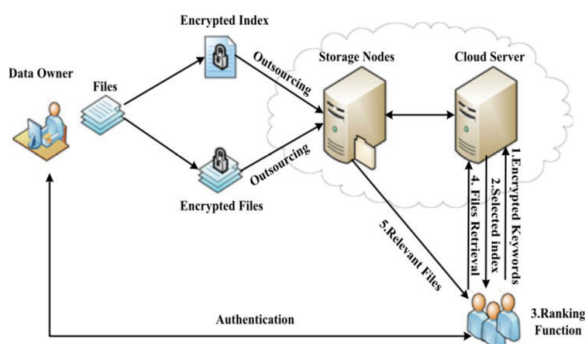 Encrypted Index
Data Owner
Files
Outsourcing
Storage Nodes
Cloud Server
Outsourcing
Encrypted Files
1.Encrypted Keywords
2.Selected index
4. Files Retrieval
5.Relevant Files
3.Ranking
Function
Authentication